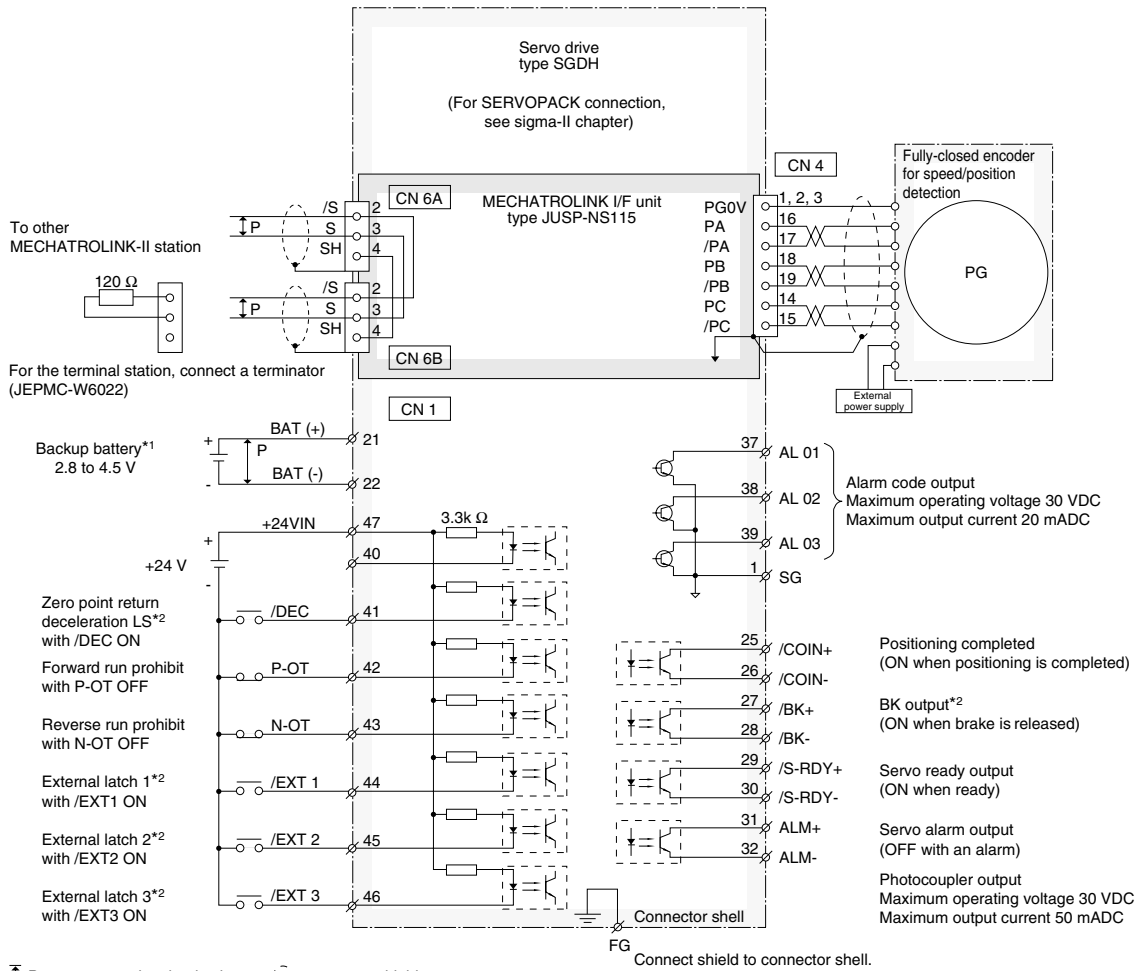 Servo drive
type SGDH
(For SERVOPACK connection,
see sigma-II chapter)
CN 4
Fully-closed encoder
for speed/position
detection
CN 6A
MECHATROLINK I/F unit
type JUSP-NS115
To other
MECHATROLINK-II station
/S 2
P S 3
SH 4
120 Ω
/S 2
P S 3
SH 4
CN 6B
PG0V 1, 2, 3
PA 16
/PA 17
PB 18
/PB 19
PC 14
/PC 15
PG
External
power supply
For the terminal station, connect a terminator
(JEPMC-W6022)
CN 1
Backup battery*1
2.8 to 4.5 V
+ BAT (+) 21
P
- BAT (-) 22
+24VIN 47
3.3k Ω
40
+
+24 V
-
Zero point return
deceleration LS*2
with /DEC ON
/DEC 41
Forward run prohibit
with P-OT OFF
P-OT 42
Reverse run prohibit
with N-OT OFF
N-OT 43
External latch 1*2
with /EXT1 ON
/EXT 1 44
External latch 2*2
with /EXT2 ON
/EXT 2 45
External latch 3*2
with /EXT3 ON
/EXT 3 46
37 AL 01
38 AL 02
39 AL 03
1 SG
Alarm code output
Maximum operating voltage 30 VDC
Maximum output current 20 mADC
25 /COIN+
26 /COIN-
Positioning completed
(ON when positioning is completed)
27 /BK+
28 /BK-
BK output*2
(ON when brake is released)
29 /S-RDY+
30 /S-RDY-
Servo ready output
(ON when ready)
31 ALM+
32 ALM-
Servo alarm output
(OFF with an alarm)
Photocoupler output
Maximum operating voltage 30 VDC
Maximum output current 50 mADC
Connector shell
FG
Connect shield to connector shell.